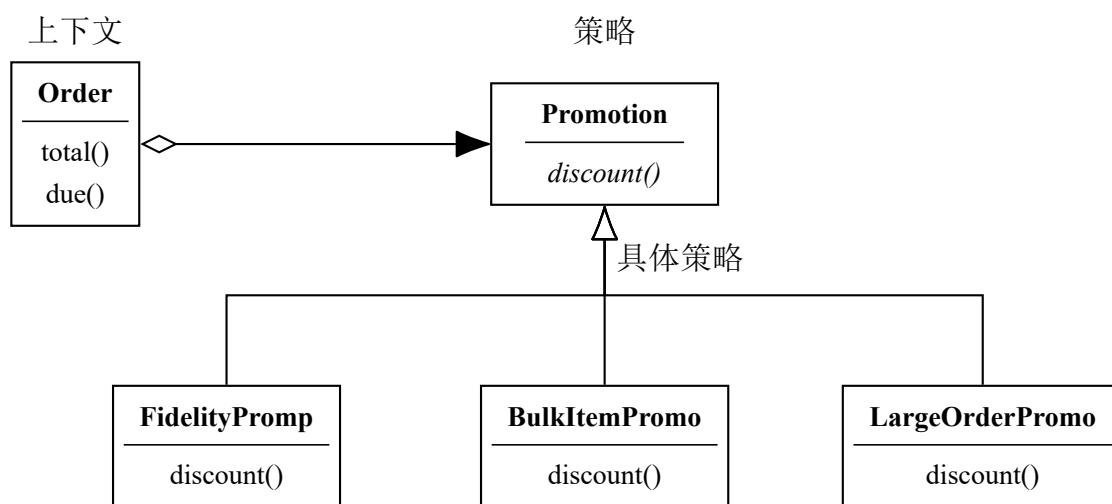 上下文
策略
Order
total()
due()
Promotion
discount()
具体策略
FidelityPromp
discount()
BulkItemPromo
discount()
LargeOrderPromo
discount()